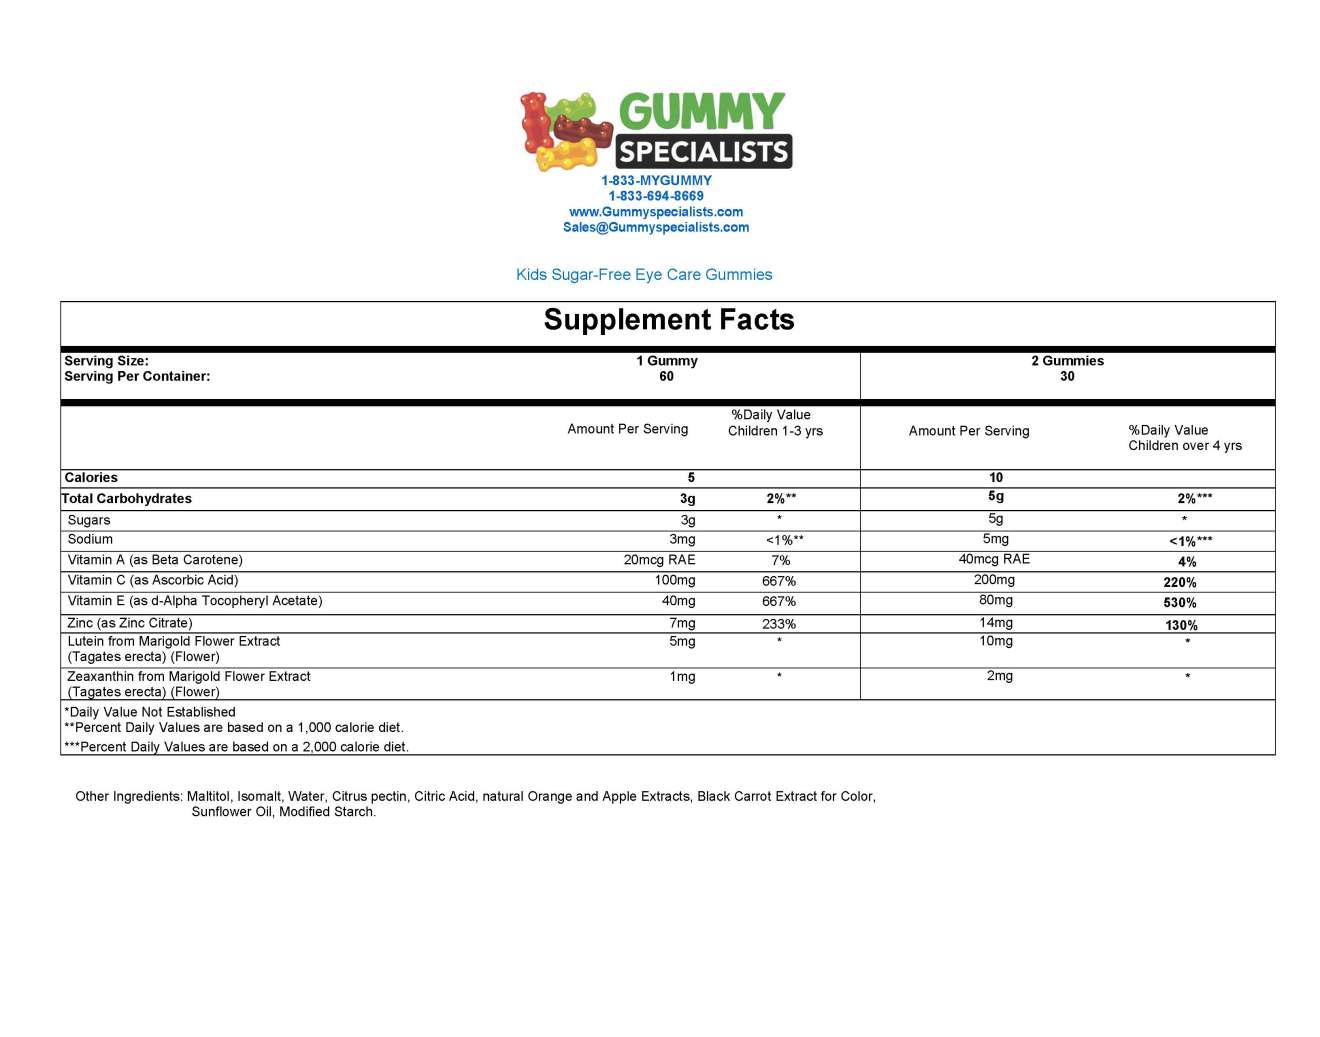 GUMMY
SPECIALISTS
1-833-MYGUMMY
1-833-694-8669
www.Gummyspecialists.com
Sales@Gummyspecialists.com
Kids Sugar-Free Eye Care Gummies
Supplement Facts
Serving Size: 1 Gummy 2 Gummies
Serving Per Container: 60 30
%Daily Value
Amount Per Serving Children 1-3 yrs Amount Per Serving %Daily Value
Children over 4 yrs
Calories 5 10
Total Carbohydrates 3g 2%** 5g 2%***
Sugars 3g * 5g *
Sodium 3mg <1%** 5mg <1%***
Vitamin A (as Beta Carotene) 20mcg RAE 7% 40mcg RAE 4%
Vitamin C (as Ascorbic Acid) 100mg 667% 200mg 220%
Vitamin E (as d-Alpha Tocopheryl Acetate) 40mg 667% 80mg 530%
Zinc (as Zinc Citrate) 7mg 233% 14mg 130%
Lutein from Marigold Flower Extract 5mg * 10mg *
(Tagates erecta) (Flower)
Zeaxanthin from Marigold Flower Extract 1mg * 2mg *
(Tagates erecta) (Flower)
*Daily Value Not Established
**Percent Daily Values are based on a 1,000 calorie diet.
***Percent Daily Values are based on a 2,000 calorie diet.
Other Ingredients: Maltitol, Isomalt, Water, Citrus pectin, Citric Acid, natural Orange and Apple Extracts, Black Carrot Extract for Color,
Sunflower Oil, Modified Starch.